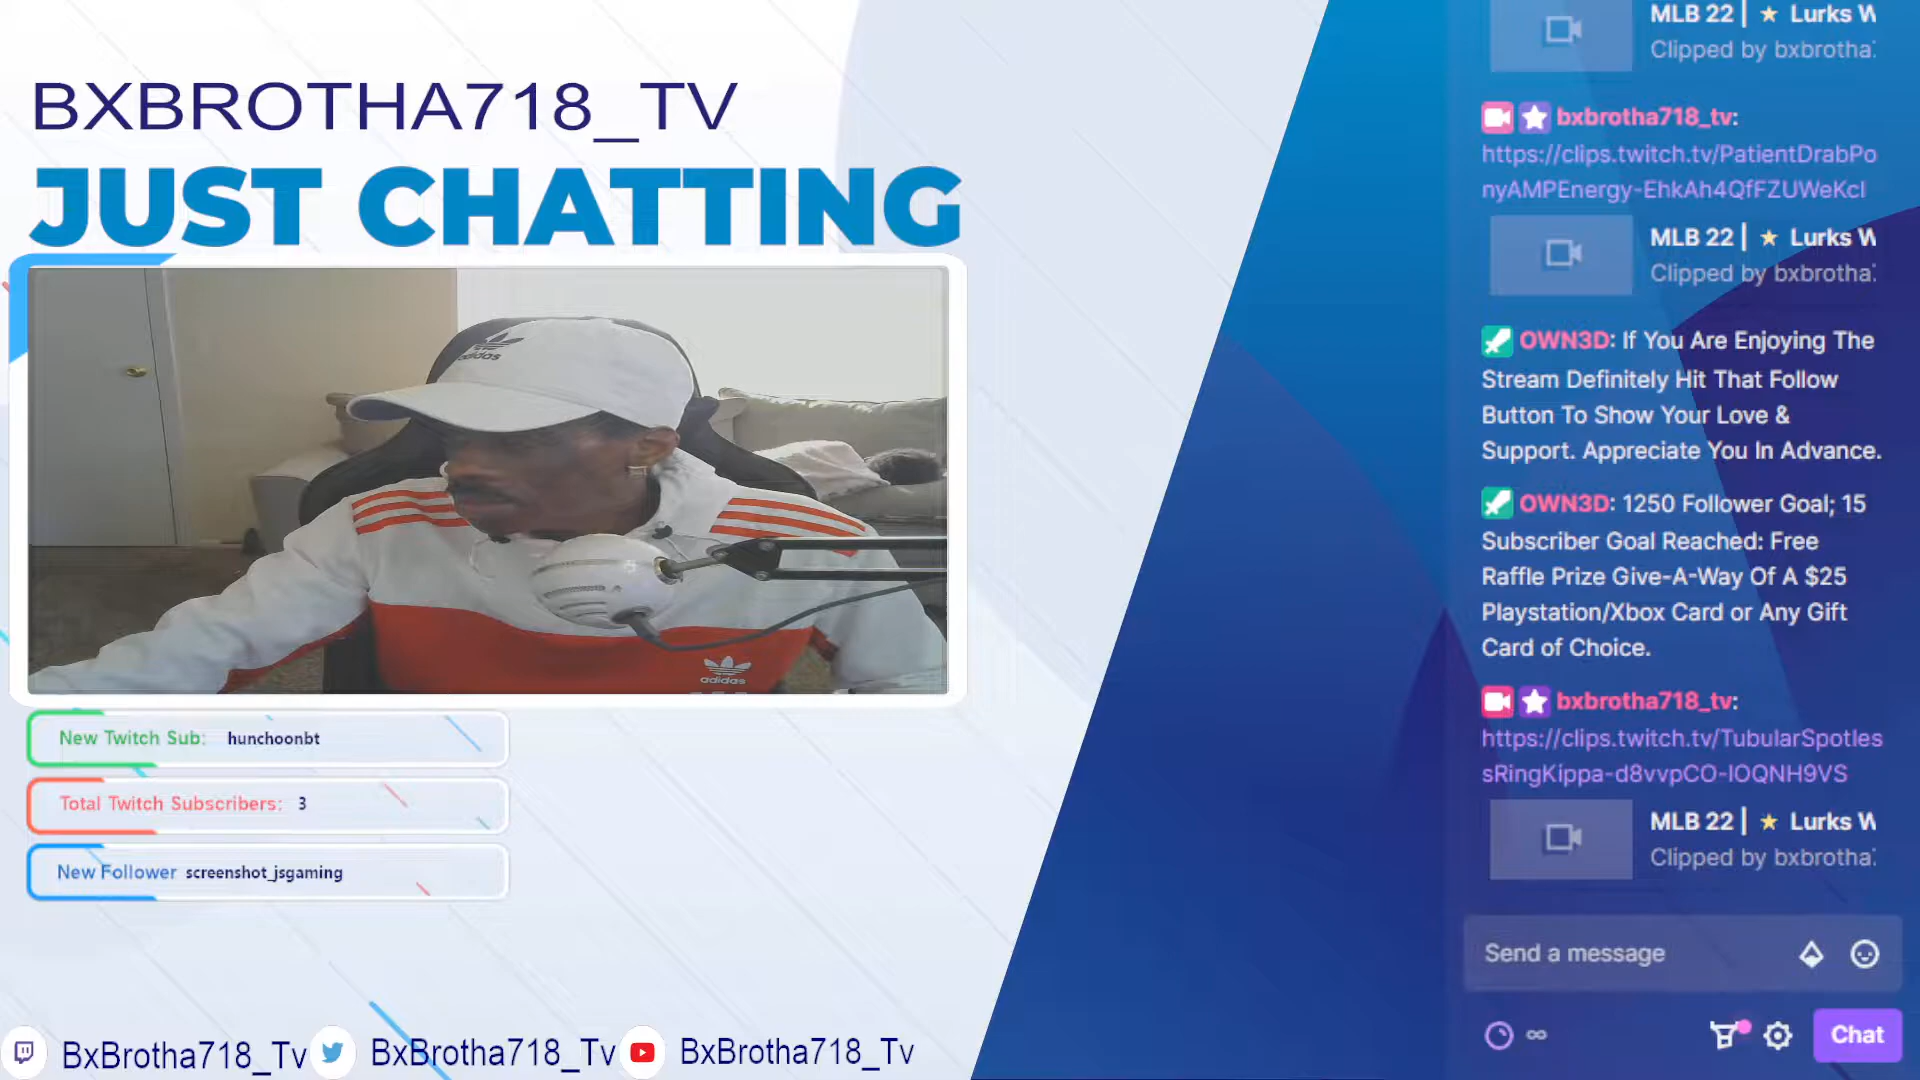 BXBROTHA718_TV
JUST CHATTING
adidas
adidas
New Twitch Sub: hunchoonbt
Total Twitch Subscribers: 3
New Follower screenshot_jsgaming
BxBrotha718_Tv
BxBrotha718_Tv
BxBrotha718_Tv
MLB 22 | ★ Lurks W
Clipped by bxbrotha
bxbrotha718_tv:
https://clips.twitch.tv/PatientDrabPo
nyAMPEnergy-EhkAh4QfFZUWeKcI
MLB 22 | ★ Lurks W
Clipped by bxbrotha
OWN3D: If You Are Enjoying The
Stream Definitely Hit That Follow
Button To Show Your Love &
Support. Appreciate You In Advance.
OWN3D: 1250 Follower Goal; 15
Subscriber Goal Reached: Free
Raffle Prize Give-A-Way Of A $25
Playstation/Xbox Card or Any Gift
Card of Choice.
bxbrotha718_tv:
https://clips.twitch.tv/TubularSpotles
sRingKippa-d8vvpCO-IOQNH9VS
MLB 22 | ★ Lurks W
Clipped by bxbrotha
Send a message
Chat